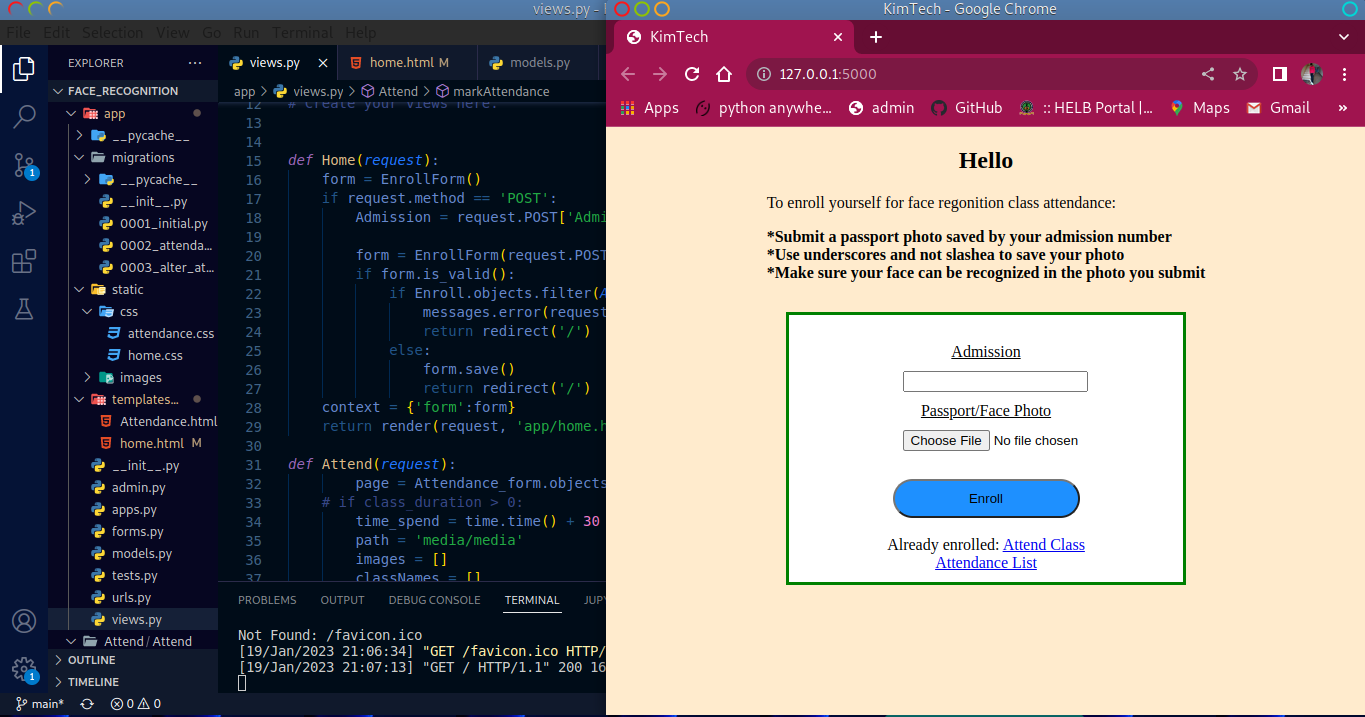 views.py -
File Edit Selection View Go Run Terminal Help
EXPLORER
FACE_RECOGNITION
app
__pycache__
migrations
__pycache__
__init__.py
0001_initial.py
0002_attenda...
0003_alter_at...
static
css
attendance.css
home.css
images
templates...
Attendance.html
home.html M
__init__.py
admin.py
apps.py
forms.py
models.py
tests.py
urls.py
views.py
Attend / Attend
OUTLINE
TIMELINE
1
1
main*
0 0
views.py
home.html M
models.py
app > views.py > Attend > markAttendance
12 # Create your views here.
13
14
15 def Home(request):
16 form = EnrollForm()
17 if request.method == 'POST':
18 Admission = request.POST['Admi
19
20 form = EnrollForm(request.POST
21 if form.is_valid():
22 if Enroll.objects.filter(A
23 messages.error(request
24 return redirect('/')
25 else:
26 form.save()
27 return redirect('/')
28 context = {'form':form}
29 return render(request, 'app/home.h
30
31 def Attend(request):
32 page = Attendance_form.objects
33 # if class_duration > 0:
34 time_spend = time.time() + 30
35 path = 'media/media'
36 images = []
37 classNames = []
PROBLEMS OUTPUT DEBUG CONSOLE TERMINAL JUPY
Not Found: /favicon.ico
[19/Jan/2023 21:06:34] "GET /favicon.ico HTTP/
[19/Jan/2023 21:07:13] "GET / HTTP/1.1" 200 16
KimTech - Google Chrome
KimTech
127.0.0.1:5000
Apps python anywhe... admin GitHub :: HELB Portal |... Maps Gmail »
Hello
To enroll yourself for face regonition class attendance:
*Submit a passport photo saved by your admission number
*Use underscores and not slashea to save your photo
*Make sure your face can be recognized in the photo you submit
Admission
Passport/Face Photo
Choose File No file chosen
Enroll
Already enrolled: Attend Class
Attendance List